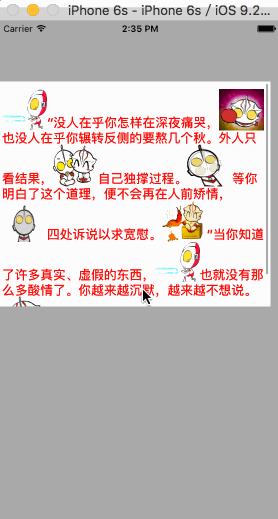 iPhone 6s - iPhone 6s / iOS 9.2...
Carrier 2:35 PM
“没人在乎你怎样在深夜痛哭，
也没人在乎你辗转反侧的要熬几个秋。外人只
看结果， 自己独撑过程。 等你
明白了这个道理，便不会再在人前矫情，
四处诉说以求宽慰。 “当你知道
了许多真实、虚假的东西， 也就没有那
么多酸情了。你越来越沉默，越来越不想说。